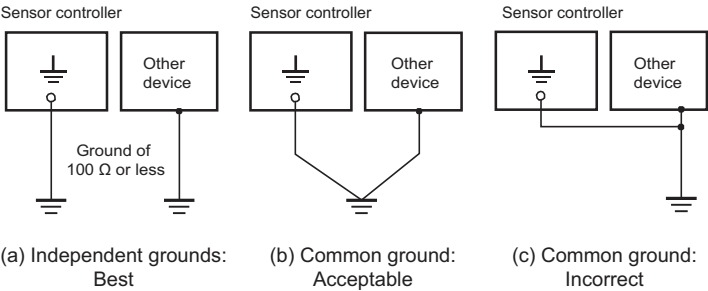 Sensor controller
Other
device
Ground of
100 Ω or less
(a) Independent grounds:
Best
Sensor controller
Other
device
(b) Common ground:
Acceptable
Sensor controller
Other
device
(c) Common ground:
Incorrect